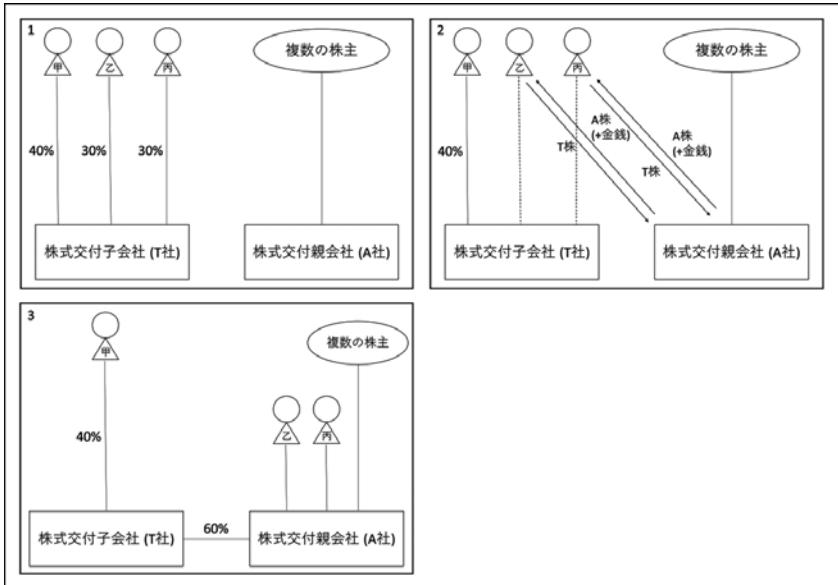 1
甲
乙
丙
複数の株主
40%
30%
30%
株式交付子会社 (T社)
株式交付親会社 (A社)
2
甲
乙
丙
複数の株主
40%
A株
(+金銭)
T株
A株
(+金銭)
T株
株式交付子会社 (T社)
株式交付親会社 (A社)
3
甲
複数の株主
乙
丙
40%
60%
株式交付子会社 (T社)
株式交付親会社 (A社)